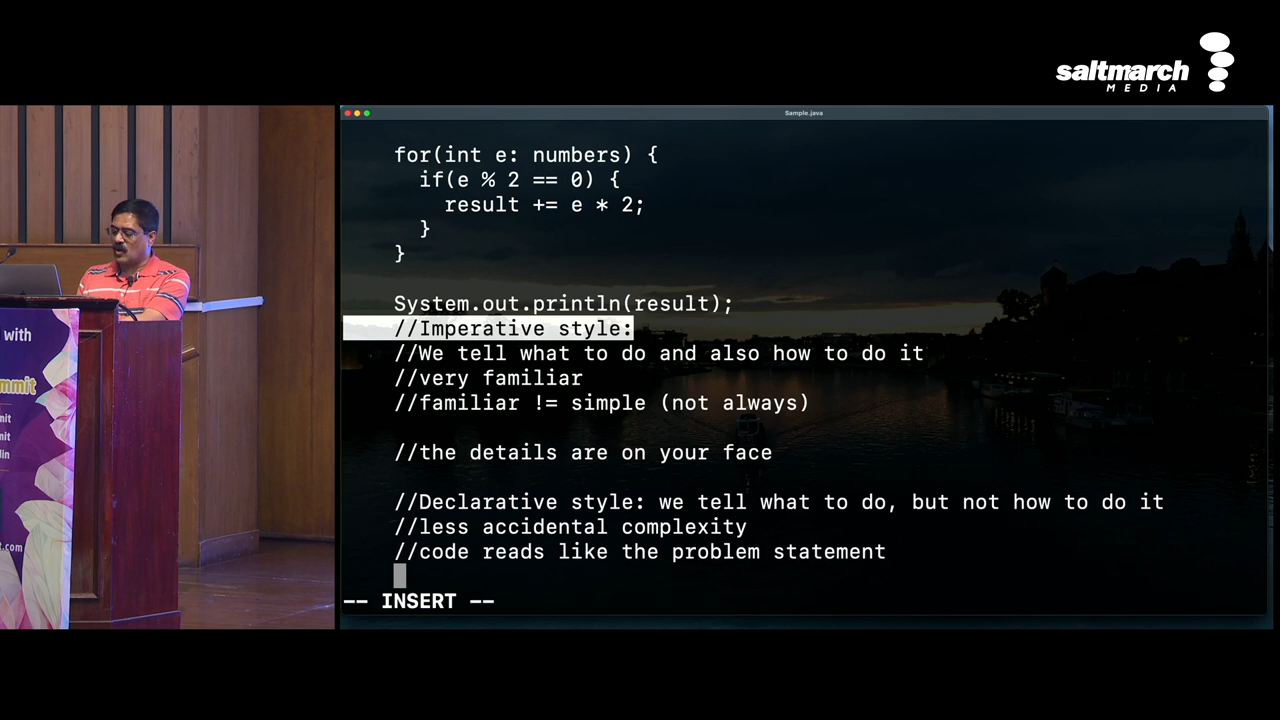 saltmarch
MEDIA
Sample.java
for(int e: numbers) {
if(e % 2 == 0) {
result += e * 2;
}
}
System.out.println(result);
//Imperative style:
//We tell what to do and also how to do it
//very familiar
//familiar != simple (not always)
//the details are on your face
//Declarative style: we tell what to do, but not how to do it
//less accidental complexity
//code reads like the problem statement
-- INSERT --
with